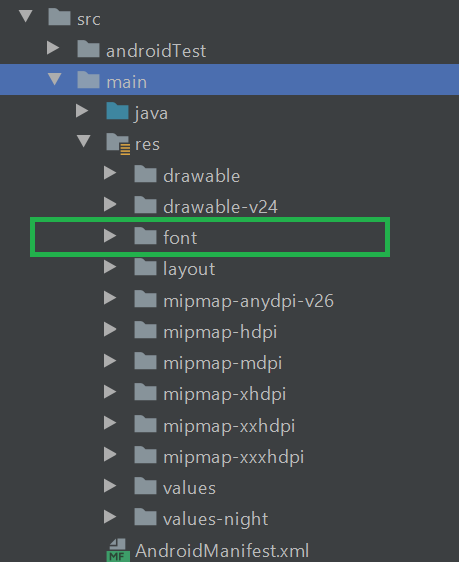 src
androidTest
main
java
res
drawable
drawable-v24
font
layout
mipmap-anydpi-v26
mipmap-hdpi
mipmap-mdpi
mipmap-xhdpi
mipmap-xxhdpi
mipmap-xxxhdpi
values
values-night
MF AndroidManifest.xml